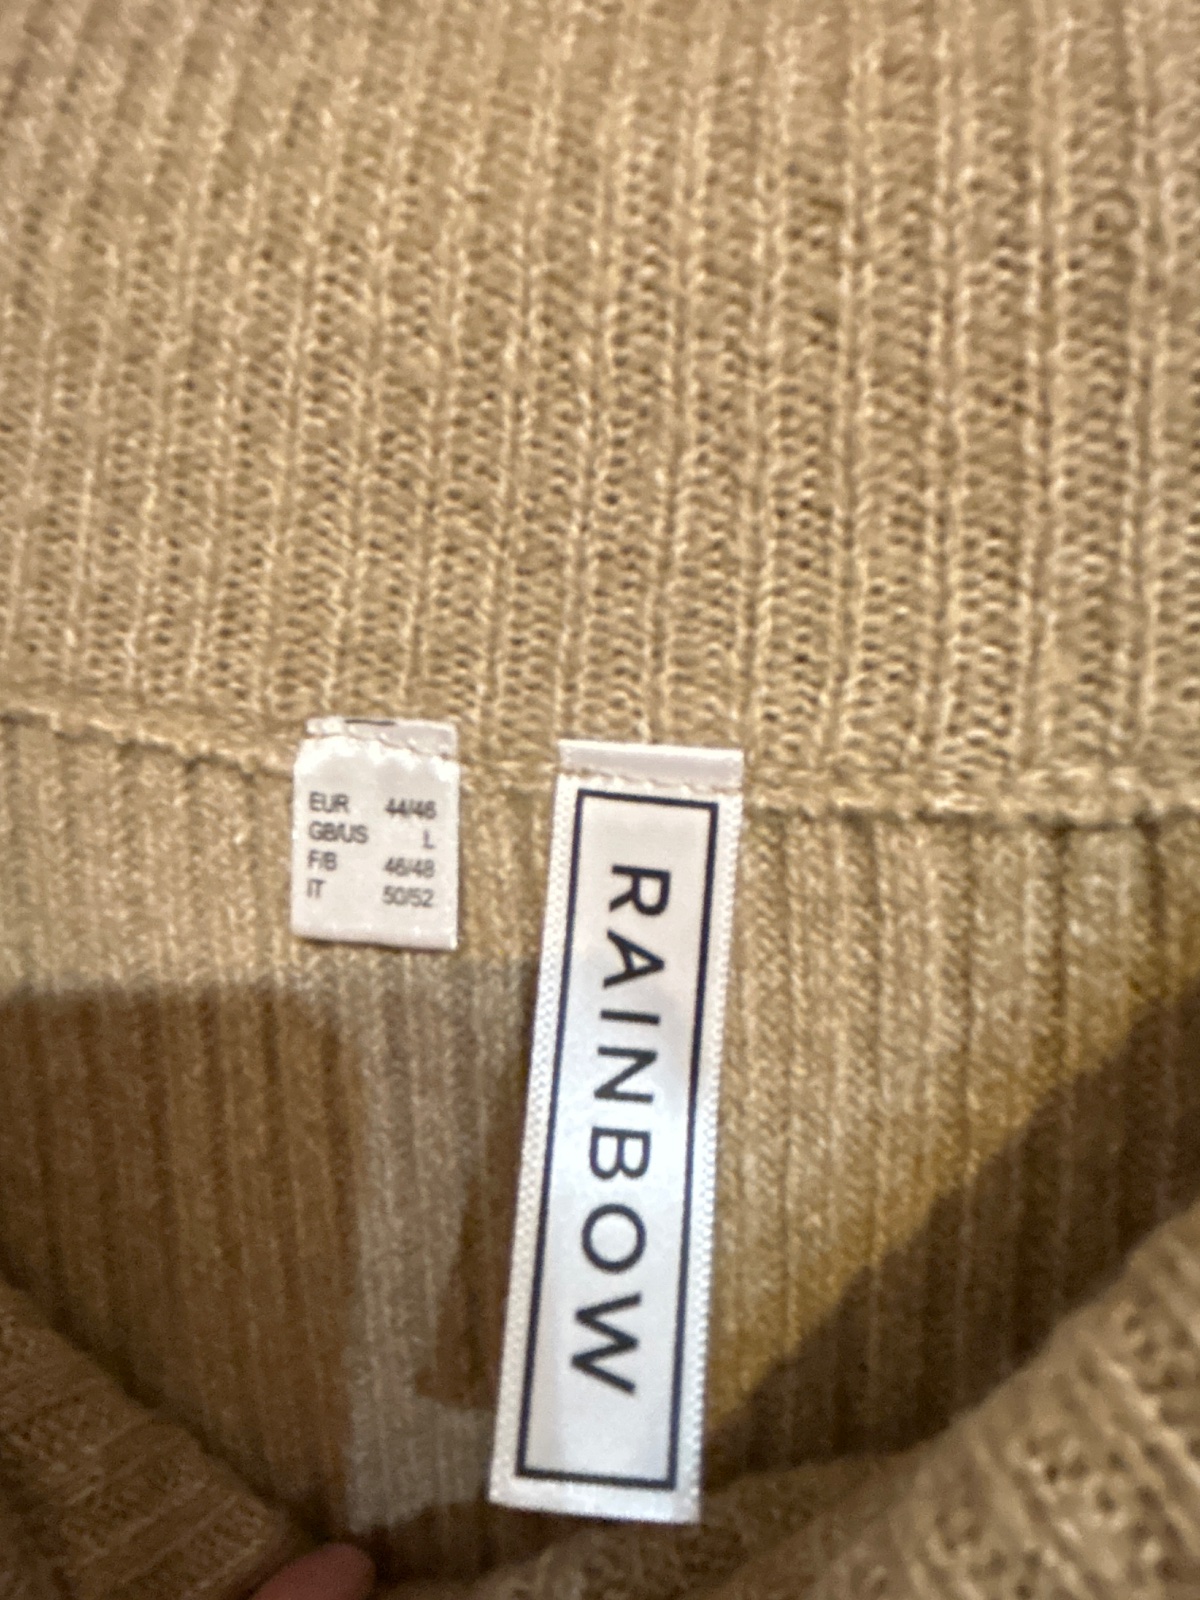 EUR 44/46
GB/US L
F/B 46/48
IT 50/52
RAINBOW